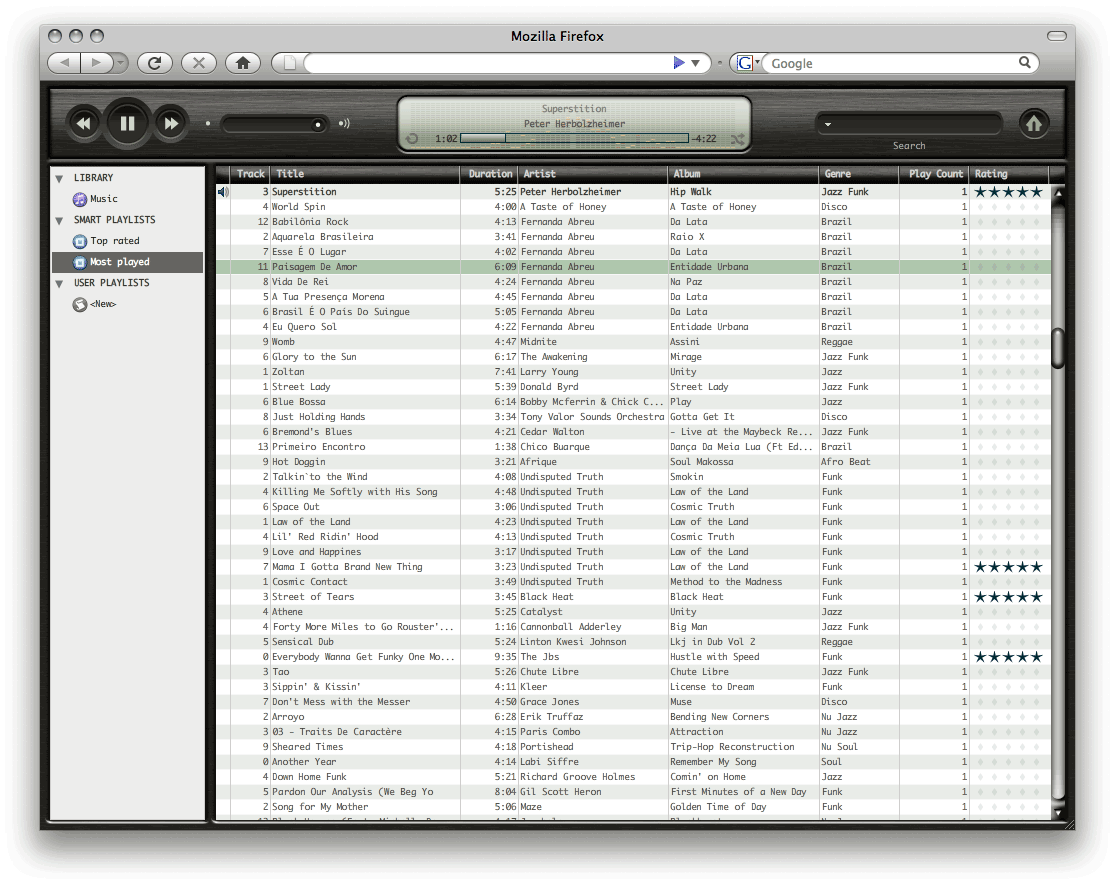 Mozilla Firefox
Google
Superstition
Peter Herbolzheimer
1:02 -4:22
Search
LIBRARY
Music
SMART PLAYLISTS
Top rated
Most played
USER PLAYLISTS
<New>
Track Title Duration Artist Album Genre Play Count Rating
3 Superstition 5:25 Peter Herbolzheimer Hip Walk Jazz Funk 1 ★★★★★
4 World Spin 4:00 A Taste of Honey A Taste of Honey Disco 1
12 Babilônia Rock 4:13 Fernanda Abreu Da Lata Brazil 1
2 Aquarela Brasileira 3:41 Fernanda Abreu Raio X Brazil 1
7 Esse É O Lugar 4:02 Fernanda Abreu Da Lata Brazil 1
11 Paisagem De Amor 6:09 Fernanda Abreu Entidade Urbana Brazil 1
8 Vida De Rei 4:24 Fernanda Abreu Na Paz Brazil 1
5 A Tua Presença Morena 4:45 Fernanda Abreu Da Lata Brazil 1
6 Brasil É O País Do Suingue 5:05 Fernanda Abreu Da Lata Brazil 1
4 Eu Quero Sol 4:22 Fernanda Abreu Entidade Urbana Brazil 1
9 Womb 4:47 Midnite Assini Reggae 1
6 Glory to the Sun 6:17 The Awakening Mirage Jazz Funk 1
1 Zoltan 7:41 Larry Young Unity Jazz 1
1 Street Lady 5:39 Donald Byrd Street Lady Jazz Funk 1
6 Blue Bossa 6:14 Bobby Mcferrin & Chick C... Play Jazz 1
8 Just Holding Hands 3:34 Tony Valor Sounds Orchestra Gotta Get It Disco 1
6 Bremond's Blues 4:21 Cedar Walton - Live at the Maybeck Re... Jazz Funk 1
13 Primeiro Encontro 1:38 Chico Buarque Dança Da Meia Lua (Ft Ed... Brazil 1
9 Hot Doggin 3:21 Afrique Soul Makossa Afro Beat 1
2 Talkin`to the Wind 4:08 Undisputed Truth Smokin Funk 1
4 Killing Me Softly with His Song 4:48 Undisputed Truth Law of the Land Funk 1
6 Space Out 3:06 Undisputed Truth Cosmic Truth Funk 1
1 Law of the Land 4:23 Undisputed Truth Law of the Land Funk 1
4 Lil' Red Ridin' Hood 4:13 Undisputed Truth Cosmic Truth Funk 1
9 Love and Happines 3:17 Undisputed Truth Law of the Land Funk 1
7 Mama I Gotta Brand New Thing 3:23 Undisputed Truth Law of the Land Funk 1 ★★★★★
1 Cosmic Contact 3:49 Undisputed Truth Method to the Madness Funk 1
3 Street of Tears 3:45 Black Heat Black Heat Funk 1 ★★★★★
4 Athene 5:25 Catalyst Unity Jazz 1
4 Forty More Miles to Go Rouster'... 1:16 Cannonball Adderley Big Man Jazz Funk 1
5 Sensical Dub 5:24 Linton Kwesi Johnson Lkj in Dub Vol 2 Reggae 1
0 Everybody Wanna Get Funky One Mo... 9:35 The Jbs Hustle with Speed Funk 1 ★★★★★
3 Tao 5:26 Chute Libre Chute Libre Jazz Funk 1
3 Sippin' & Kissin' 4:11 Kleer License to Dream Funk 1
7 Don't Mess with the Messer 4:50 Grace Jones Muse Disco 1
2 Arroyo 6:28 Erik Truffaz Bending New Corners Nu Jazz 1
3 03 - Traits De Caractère 4:15 Paris Combo Attraction Nu Jazz 1
9 Sheared Times 4:18 Portishead Trip-Hop Reconstruction Nu Soul 1
0 Another Year 4:14 Labi Siffre Remember My Song Soul 1
4 Down Home Funk 5:21 Richard Groove Holmes Comin' on Home Jazz 1
5 Pardon Our Analysis (We Beg Yo 8:04 Gil Scott Heron First Minutes of a New Day Funk 1
2 Song for My Mother 5:06 Maze Golden Time of Day Funk 1